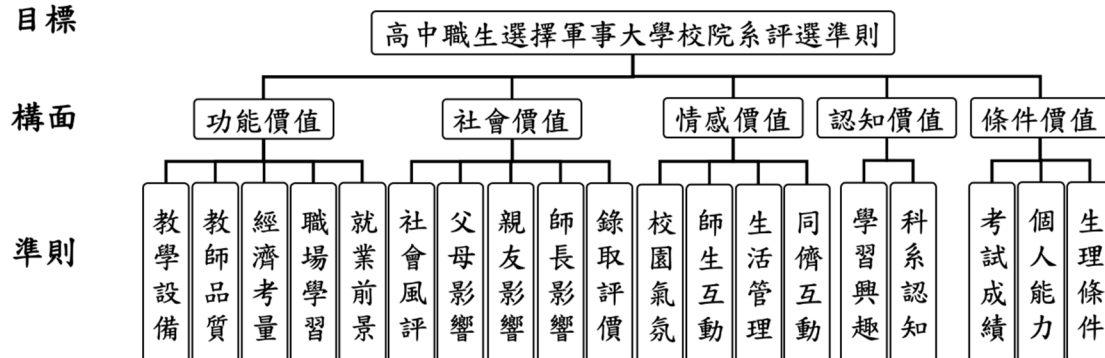 目標
高中職生選擇軍事大學校院系評選準則
構面
功能價值
社會價值
情感價值
認知價值
條件價值
準則
教學設備
教師品質
經濟考量
職場學習
就業前景
社會風評
父母影響
親友影響
師長影響
錄取評價
校園氣氛
師生互動
生活管理
同儕互動
學習興趣
科系認知
考試成績
個人能力
生理條件